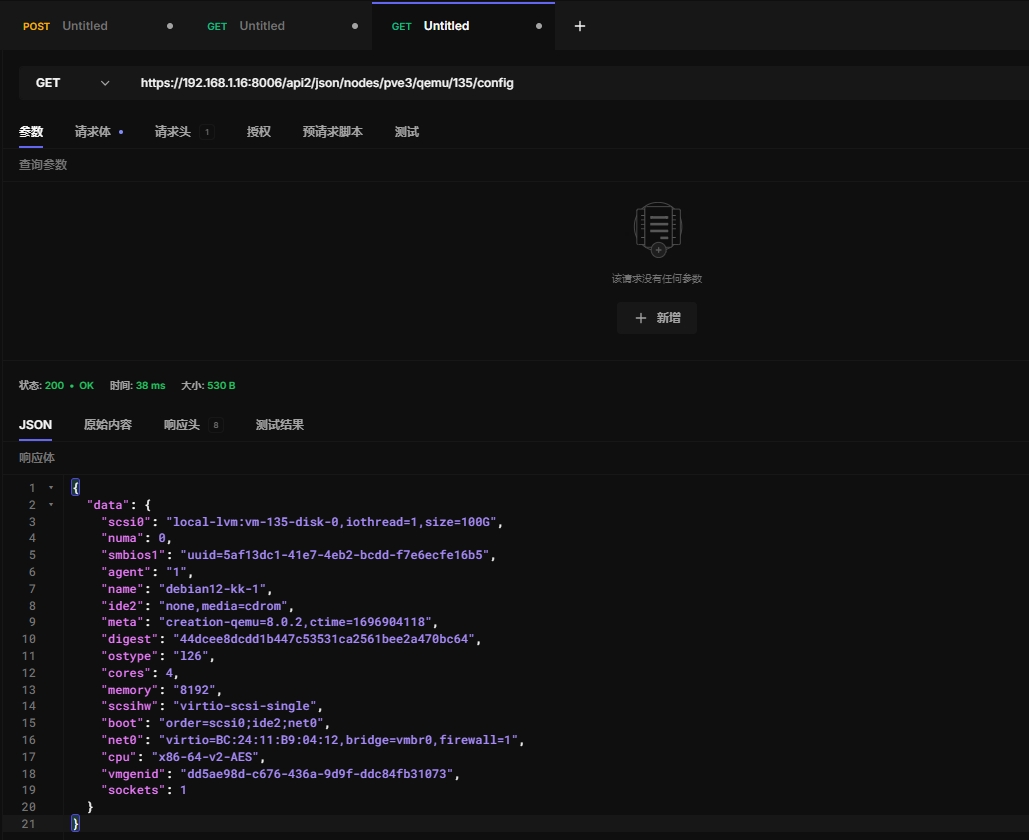 POST Untitled GET Untitled GET Untitled +
GET https://192.168.1.16:8006/api2/json/nodes/pve3/qemu/135/config
参数 请求体 请求头 1 授权 预请求脚本 测试
查询参数
该请求没有任何参数
+ 新增
状态: 200 • OK 时间: 38 ms 大小: 530 B
JSON 原始内容 响应头 8 测试结果
响应体
1 {
2 "data": {
3 "scsi0": "local-lvm:vm-135-disk-0,iothread=1,size=100G",
4 "numa": 0,
5 "smbios1": "uuid=5af13dc1-41e7-4eb2-bcdd-f7e6ecfe16b5",
6 "agent": "1",
7 "name": "debian12-kk-1",
8 "ide2": "none,media=cdrom",
9 "meta": "creation-qemu=8.0.2,ctime=1696904118",
10 "digest": "44dcee8dcdd1b447c53531ca2561bee2a470bc64",
11 "ostype": "l26",
12 "cores": 4,
13 "memory": "8192",
14 "scsihw": "virtio-scsi-single",
15 "boot": "order=scsi0;ide2;net0",
16 "net0": "virtio=BC:24:11:B9:04:12,bridge=vmbr0,firewall=1",
17 "cpu": "x86-64-v2-AES",
18 "vmgenid": "dd5ae98d-c676-436a-9d9f-ddc84fb31073",
19 "sockets": 1
20 }
21 }